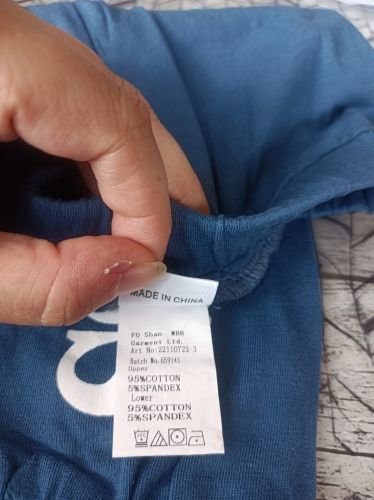 MADE IN CHINA
FO Shan WBB
Garment Ltd.
Art No:22110722-3
Batch No.659141
Upper
95%COTTON
5%SPANDEX
Lower
95%COTTON
5%SPANDEX